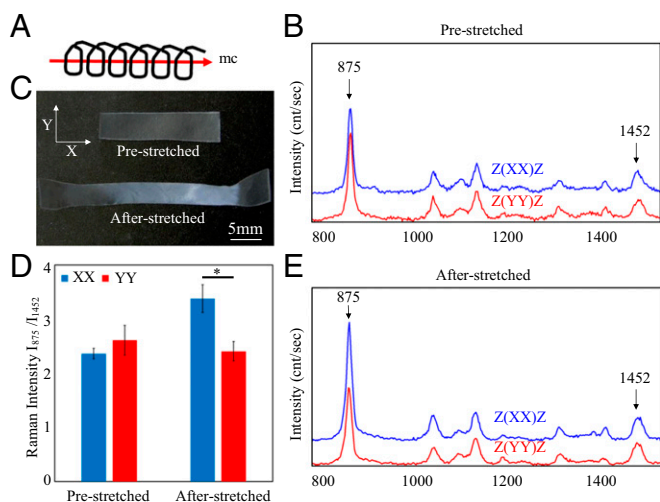 A
mc
B
Pre-stretched
875
1452
Z(XX)Z
Z(YY)Z
Intensity (cnt/sec)
800 1000 1200 1400
C
Y
X
Pre-stretched
After-stretched
5mm
D
Raman Intensity I875 /I1452
XX YY
*
4
3
2
1
0
Pre-stretched After-stretched
E
After-stretched
875
1452
Z(XX)Z
Z(YY)Z
Intensity (cnt/sec)
800 1000 1200 1400